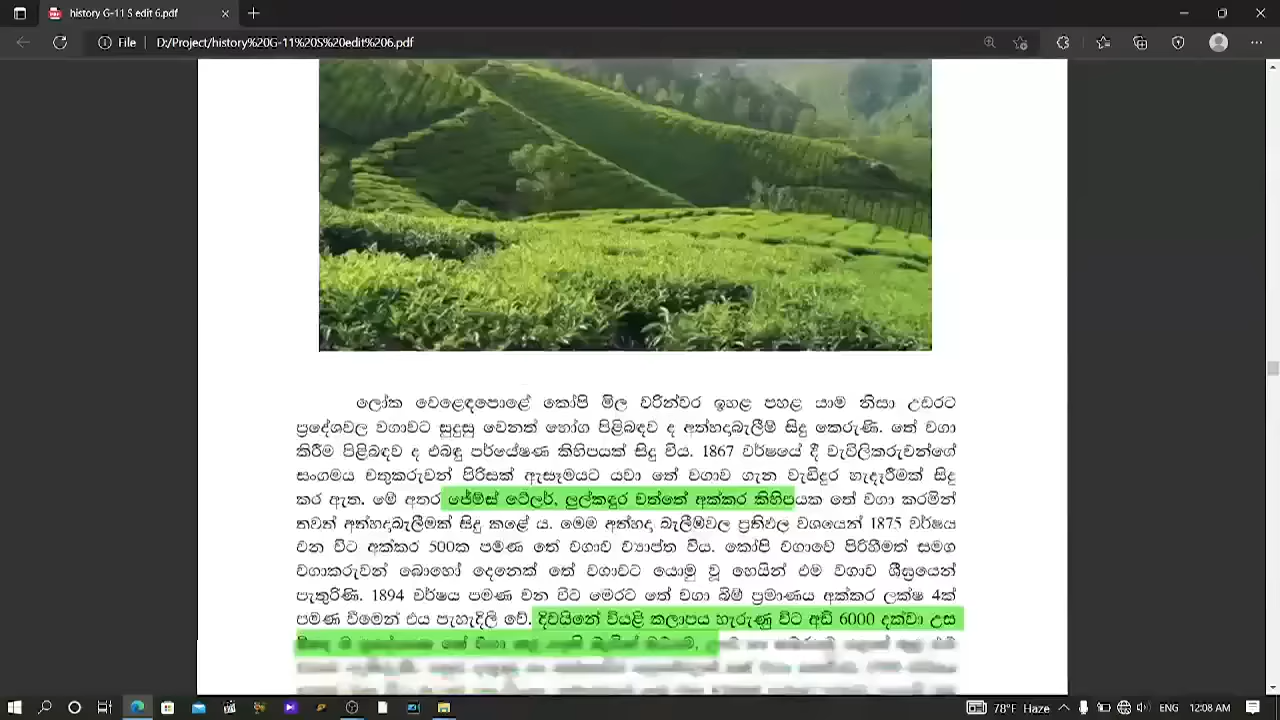 history G-11 S edit 6.pdf
File
D:/Project/history%20G-11%20S%20edit%206.pdf
ලෝක වෙළෙඳපොළේ කෝපි මිල වරින්වර ඉහළ පහළ යාම නිසා උඩරට
ප්‍රදේශවල වගාවට සුදුසු වෙනත් භෝග පිළිබඳව ද අත්හදාබැලීම් සිදු කෙරුණි. තේ වගා
කිරීම පිළිබඳව ද එබඳු පර්යේෂණ කිහිපයක් සිදු විය. 1867 වර්ෂයේ දී වැවිලිකරුවන්ගේ
සංගමය වතුකරුවන් පිරිසක් ඇසෑමයට යවා තේ වගාව ගැන වැඩිදුර හැදෑරීමක් සිදු
කර ඇත. මේ අතර ජේම්ස් ටේලර්, ලුල්කඳුර වත්තේ අක්කර කිහිපයක තේ වගා කරමින්
තවත් අත්හදාබැලීමක් සිදු කළේ ය. මෙම අත්හදා බැලීම්වල ප්‍රතිඵල වශයෙන් 1875 වර්ෂය
වන විට අක්කර 500ක පමණ තේ වගාව ව්‍යාප්ත විය. කෝපි වගාවේ පිරිහීමත් සමග
වගාකරුවන් බොහෝ දෙනෙක් තේ වගාවට යොමු වූ හෙයින් එම වගාව ශීඝ්‍රයෙන්
පැතුරිණි. 1894 වර්ෂය පමණ වන විට මෙරට තේ වගා බිම් ප්‍රමාණය අක්කර ලක්ෂ 4ක්
පමණ වීමෙන් එය පැහැදිලි වේ. දිවයිනේ වියළි කලාපය හැරුණු විට අඩි 6000 දක්වා උස
78°F Haze
ENG
12:08 AM